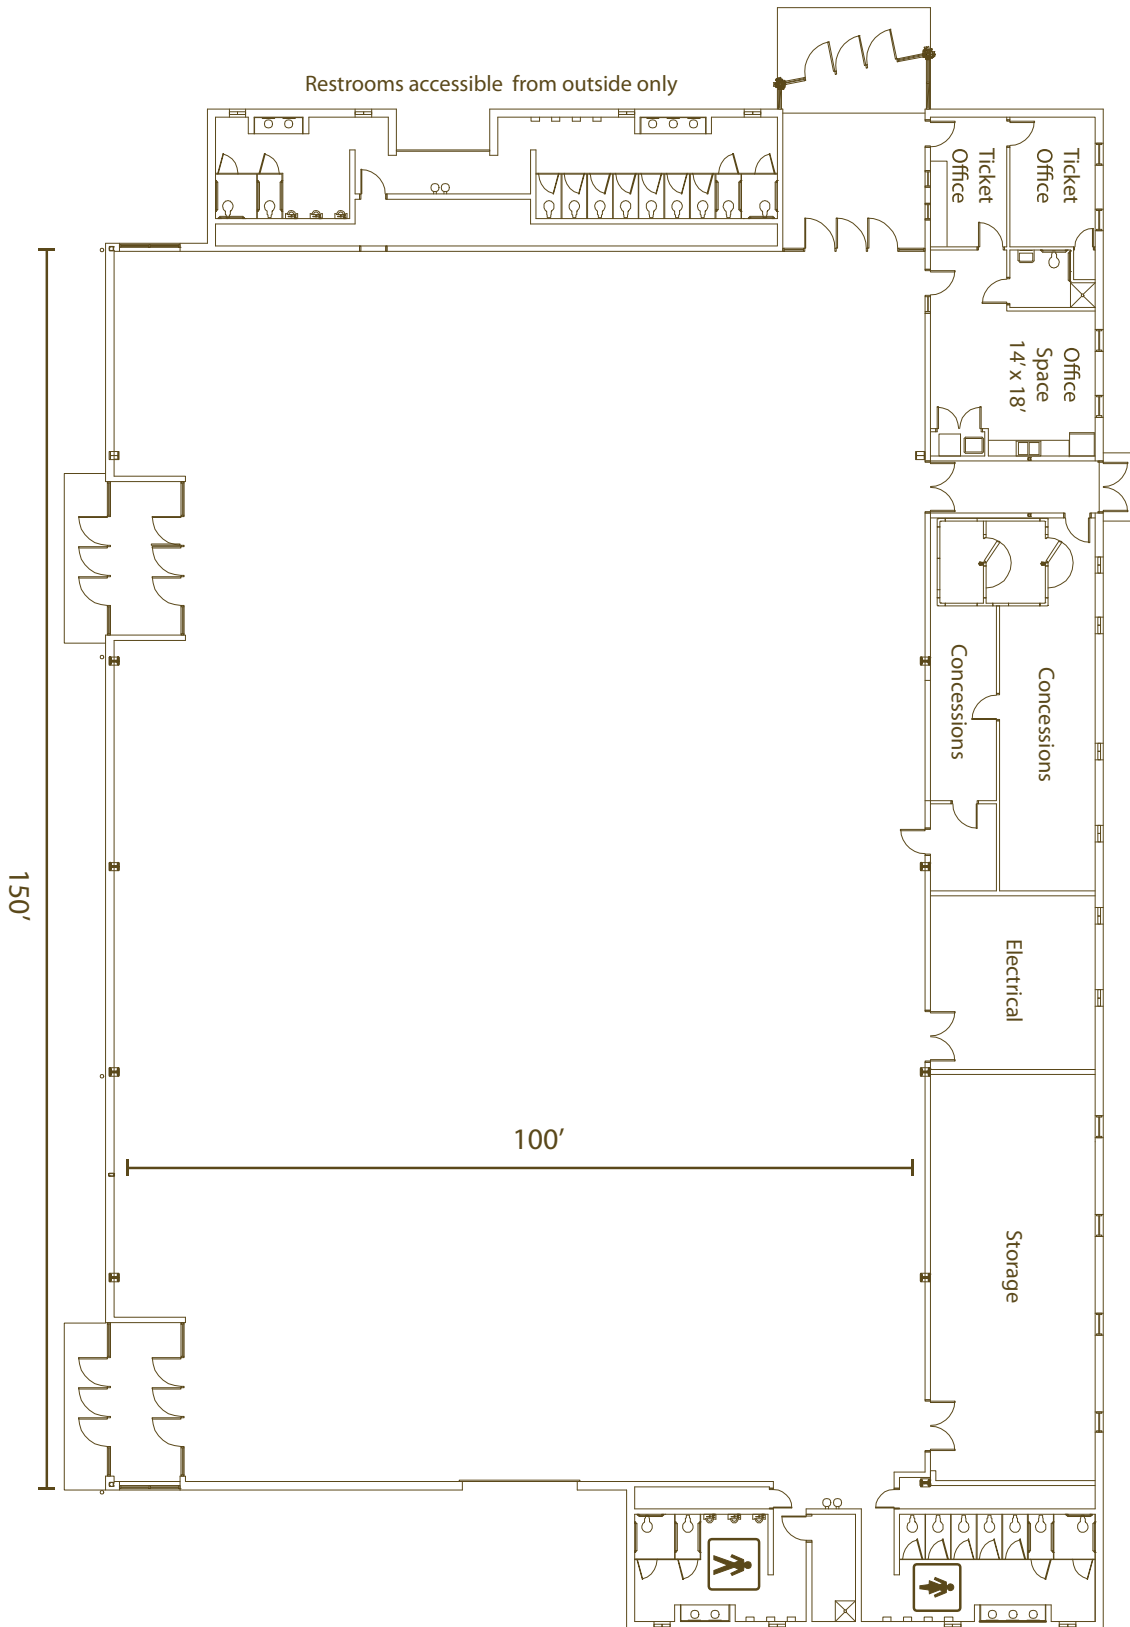 Restrooms accessible from outside only
Ticket
Office
Ticket
Office
Office
Space
14′ x 18′
Concessions
Concessions
150′
Electrical
100′
Storage